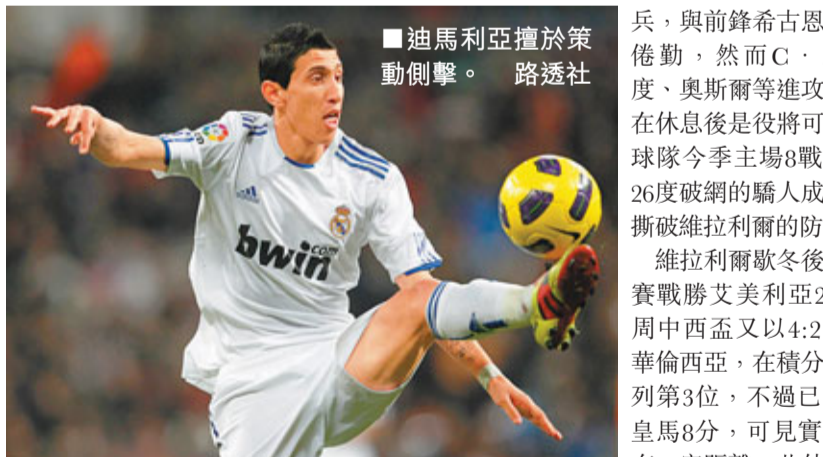 ■迪馬利亞擅於策
動側擊。 路透社
bwin
.com
adidas
兵，與前鋒希古恩
倦勤，然而C．
度、奧斯爾等進攻
在休息後是役將可
球隊今季主場8戰
26度破網的驕人成
撕破維拉利爾的防
維拉利爾歇冬後
賽戰勝艾美利亞2
周中西盃又以4:2
華倫西亞，在積分
列第3位，不過已
皇馬8分，可見實